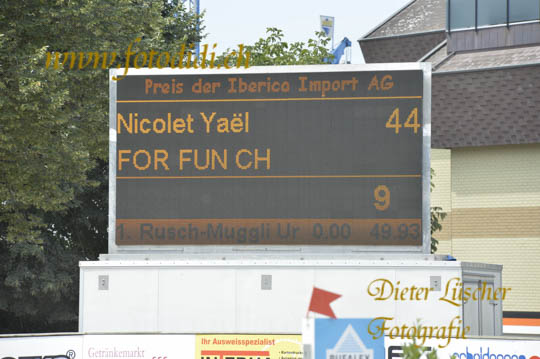 www.fotodidi.ch
Preis der Iberico Import AG
Nicolet Yaël 44
FOR FUN CH
9
1. Rusch-Muggli Ur 0.00 49.93
Dieter Lüscher
Fotografie
Getränkemarkt
Ihr Ausweisspezialist